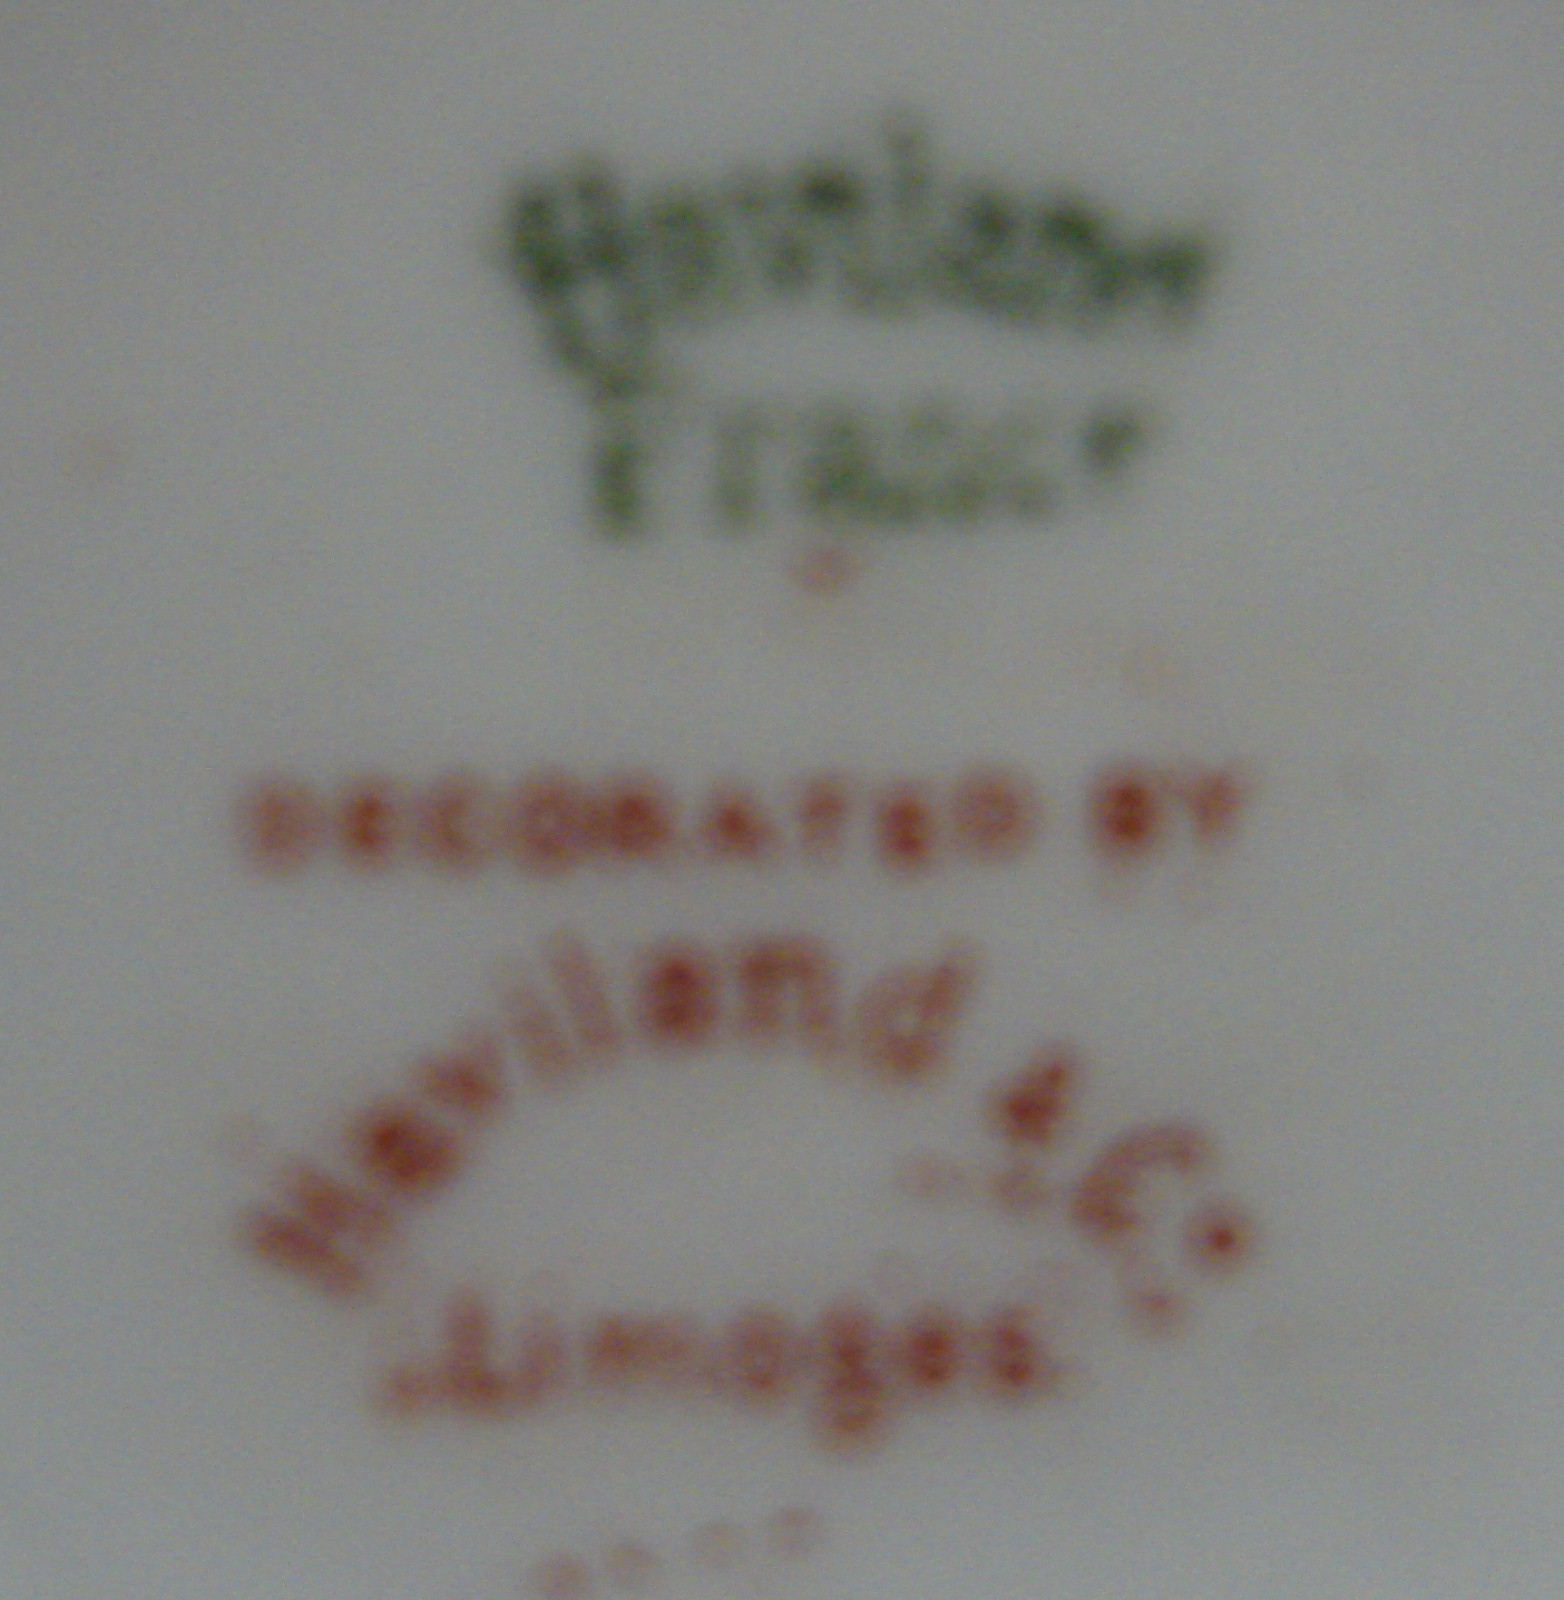 Haviland
France
DECORATED BY
Haviland & Co.
Limoges